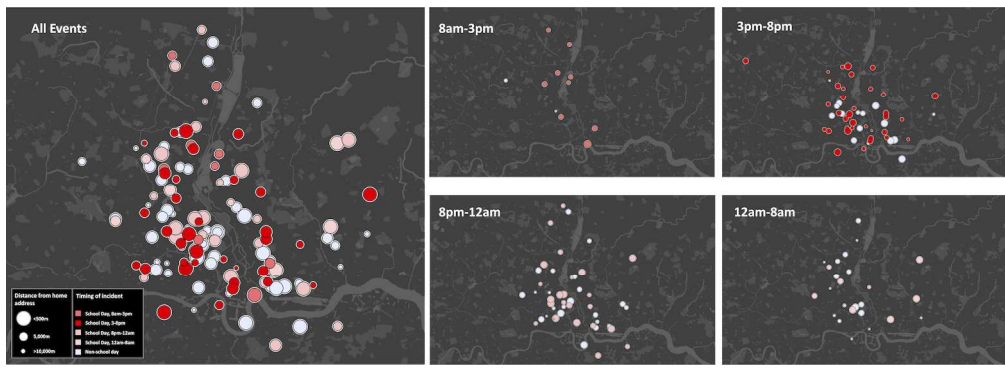 All Events
8am-3pm
3pm-8pm
8pm-12am
12am-8am
Distance from home
address
<500m
5,000m
>10,000m
Timing of incident
School Day, 8am-3pm
School Day, 3-8pm
School Day, 8pm-12am
School Day, 12am-8am
Non-school day